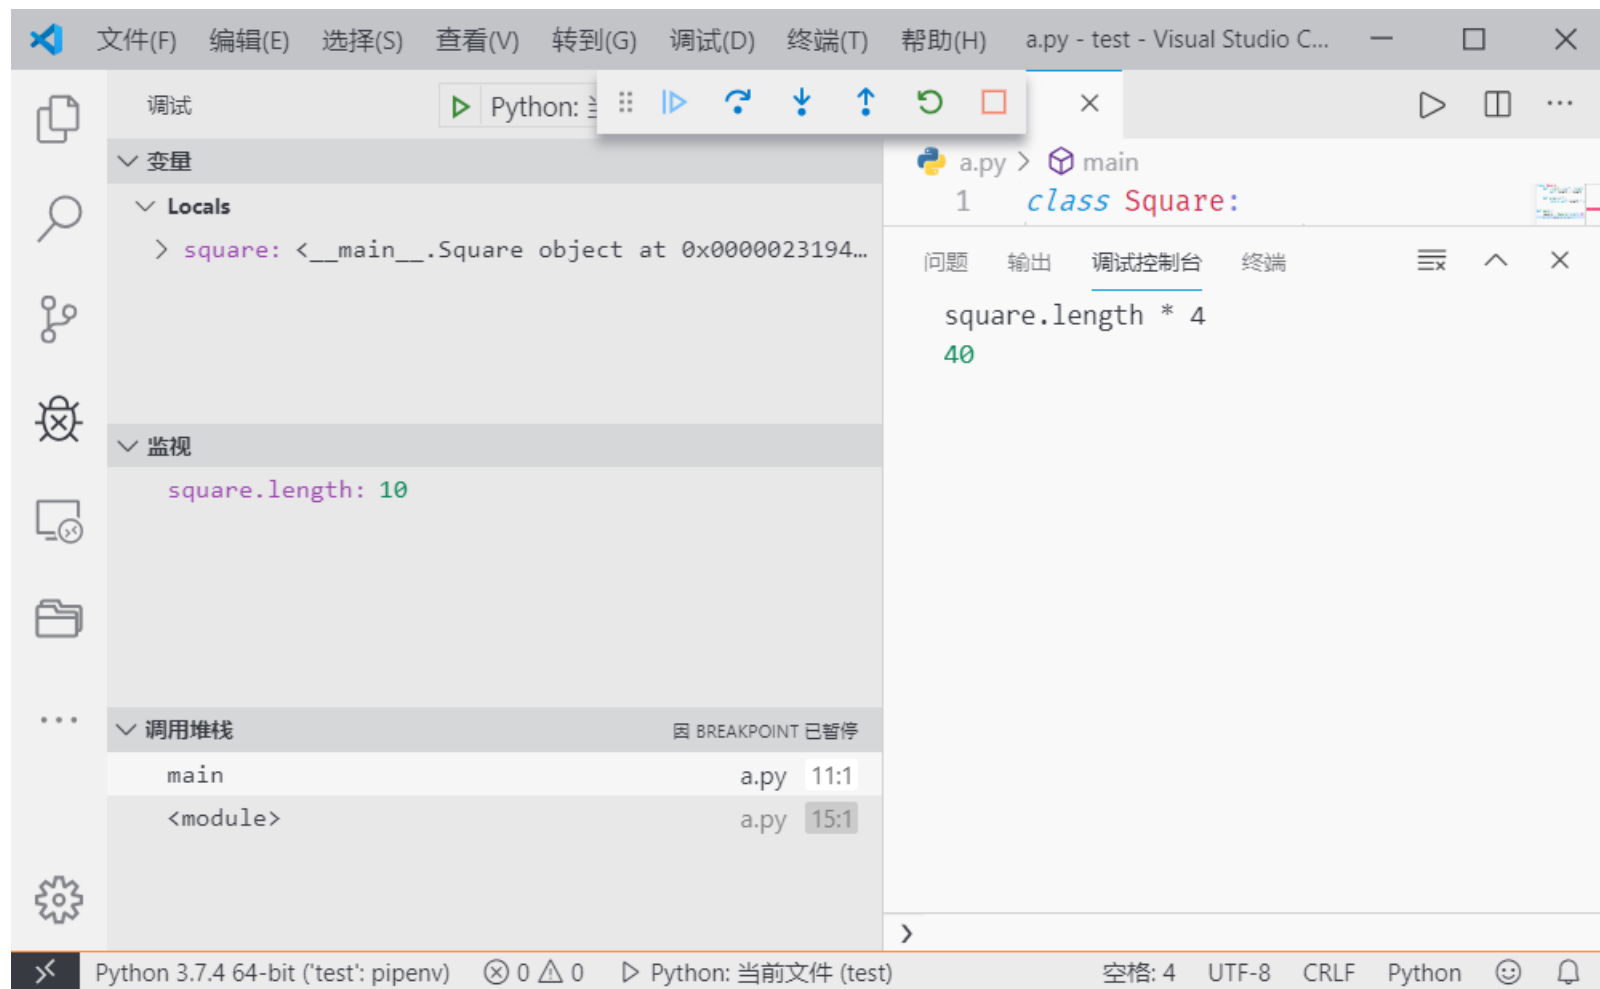 文件(F) 编辑(E) 选择(S) 查看(V) 转到(G) 调试(D) 终端(T) 帮助(H) a.py - test - Visual Studio C...
调试
Python:
变量
Locals
square: <__main__.Square object at 0x0000023194…
监视
square.length: 10
调用堆栈 因 BREAKPOINT 已暂停
main a.py 11:1
<module> a.py 15:1
a.py > main
1 class Square:
问题 输出 调试控制台 终端
square.length * 4
40
Python 3.7.4 64-bit ('test': pipenv) 0 0 Python: 当前文件 (test) 空格: 4 UTF-8 CRLF Python